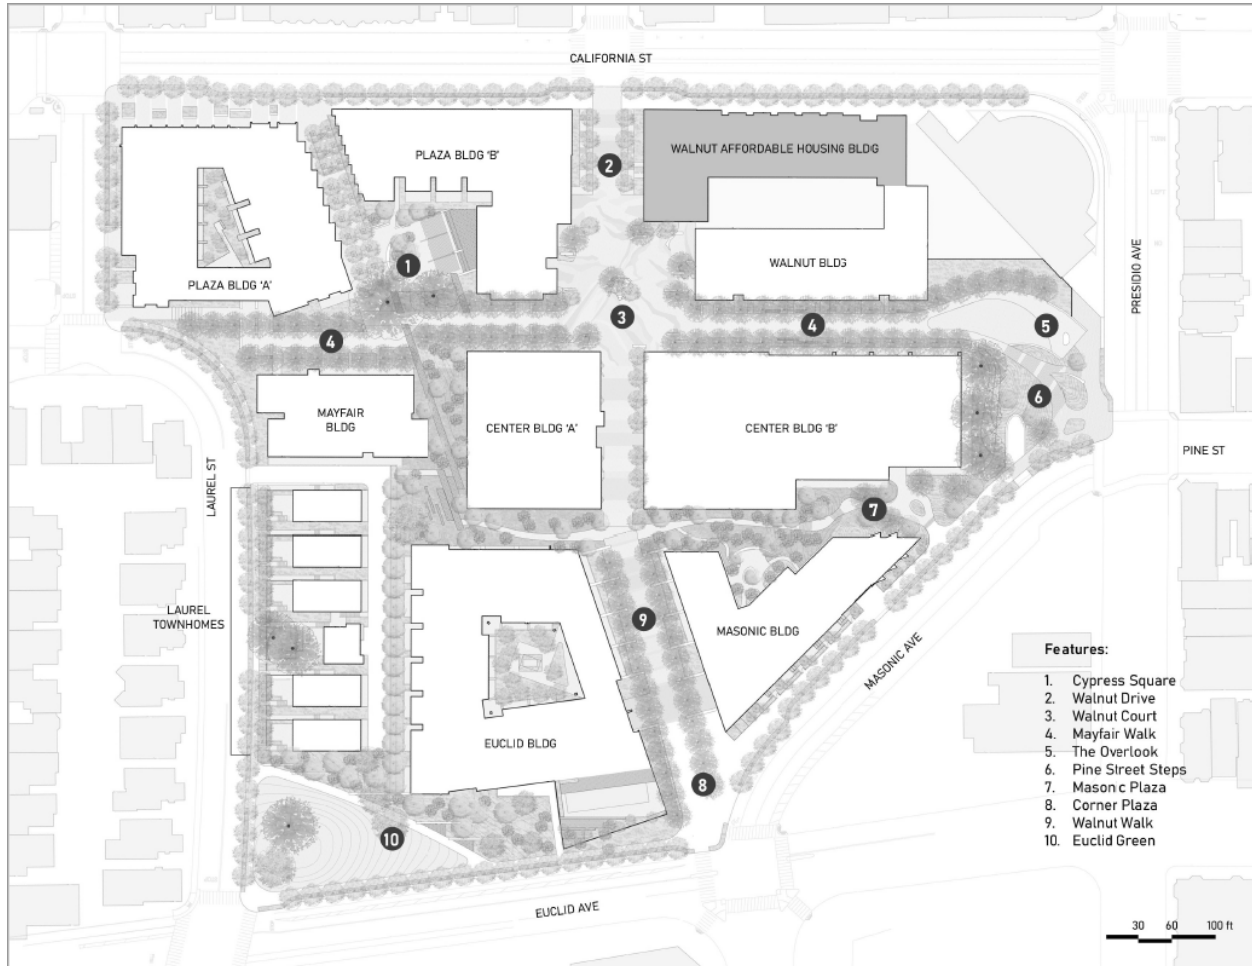 CALIFORNIA ST
PLAZA BLDG 'B'
WALNUT AFFORDABLE HOUSING BLDG
2
1
WALNUT BLDG
PLAZA BLDG 'A'
PRESIDIO AVE
3
4
5
4
6
MAYFAIR
BLDG
CENTER BLDG 'A'
CENTER BLDG 'B'
PINE ST
LAUREL ST
7
LAUREL
TOWNHOMES
9
MASONIC BLDG
MASONIC AVE
EUCLID BLDG
8
10
EUCLID AVE
Features:
1. Cypress Square
2. Walnut Drive
3. Walnut Court
4. Mayfair Walk
5. The Overlook
6. Pine Street Steps
7. Masonic Plaza
8. Corner Plaza
9. Walnut Walk
10. Euclid Green
30 60 100 ft